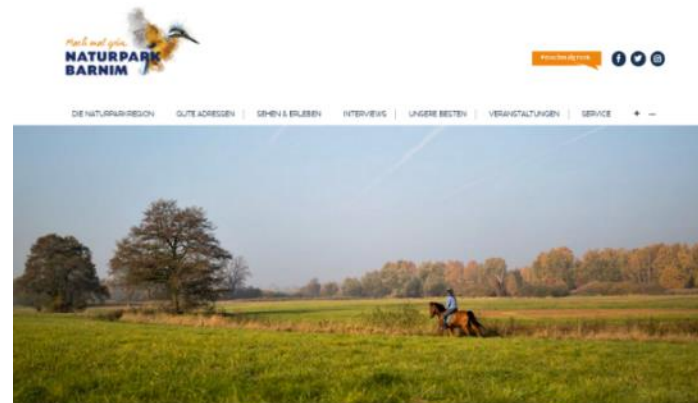 Mach mal grün.
NATURPARK
BARNIM
DIE NATURPARKREGION
GUTE ADRESSEN
SEHEN & ERLEBEN
INTERVIEWS
UNSERE BESTEN
VERANSTALTUNGEN
SERVICE
+ –